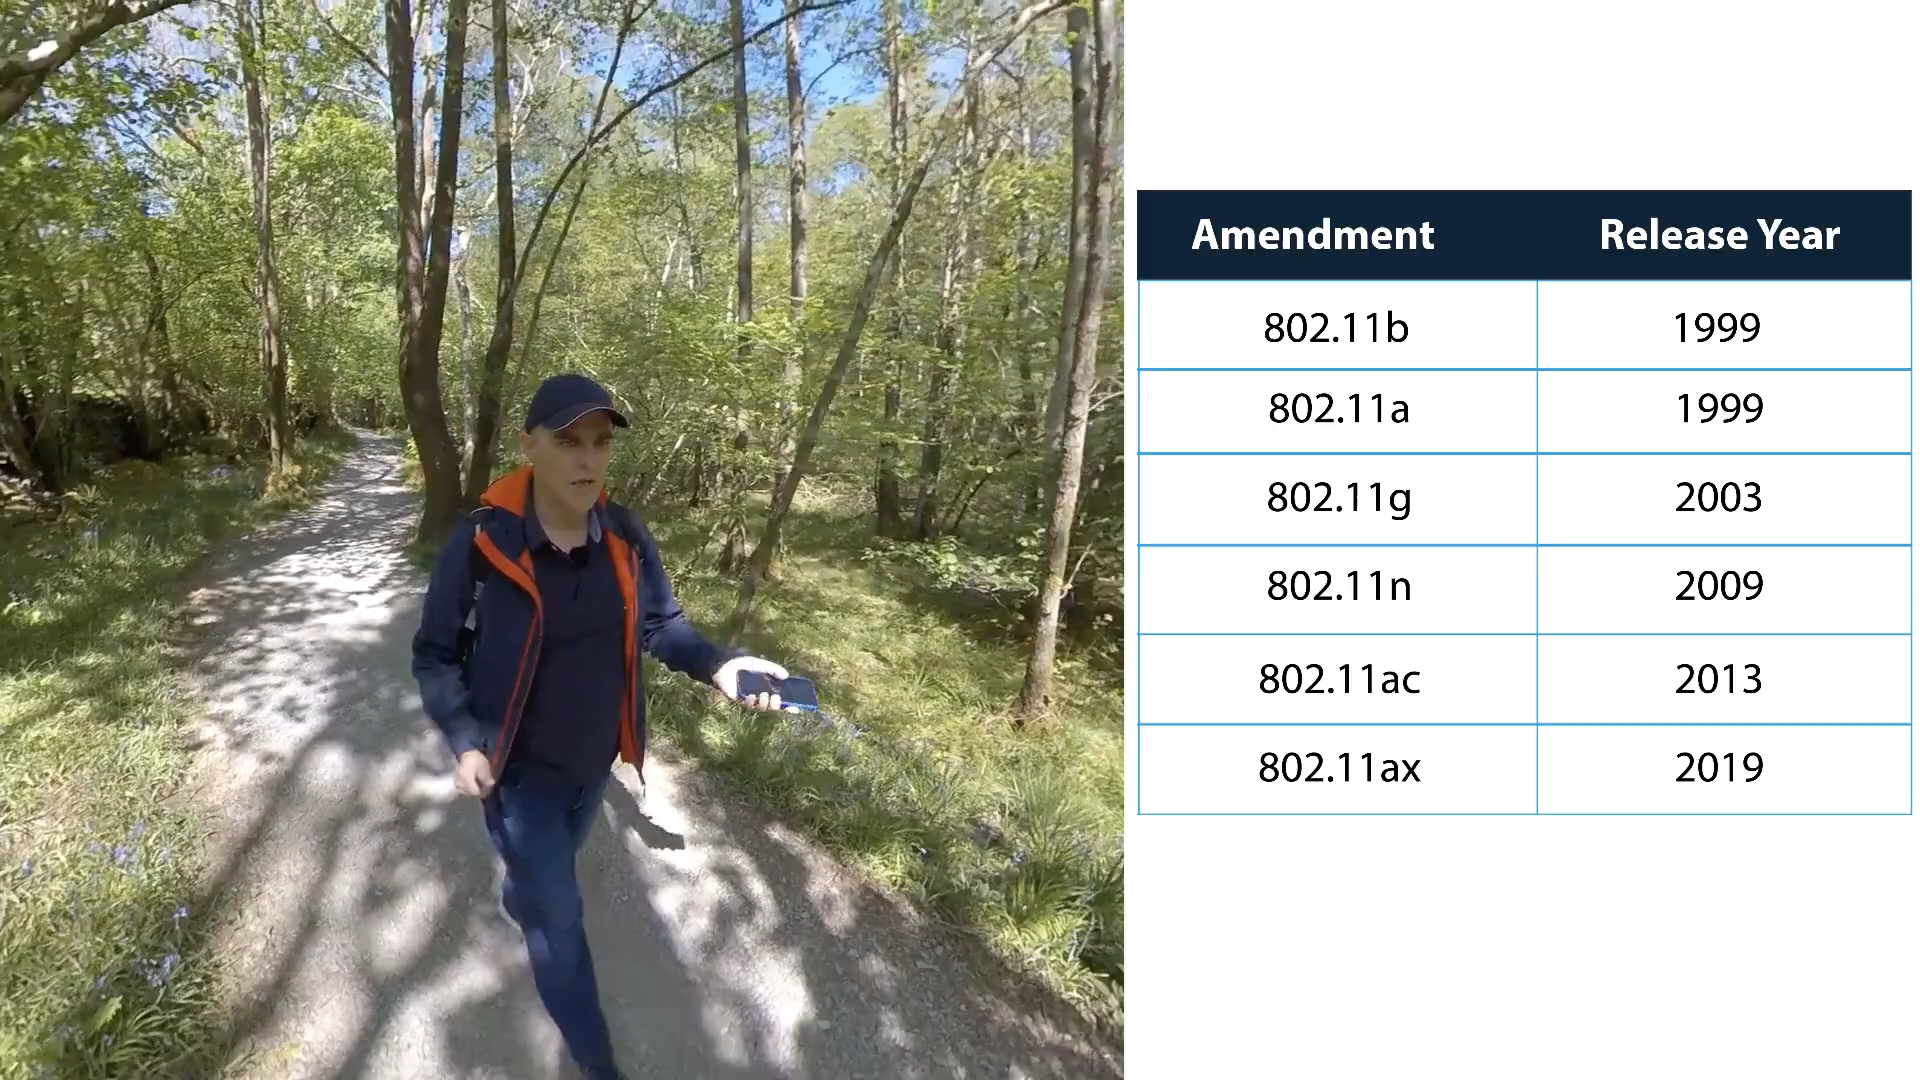 Amendment Release Year
802.11b 1999
802.11a 1999
802.11g 2003
802.11n 2009
802.11ac 2013
802.11ax 2019